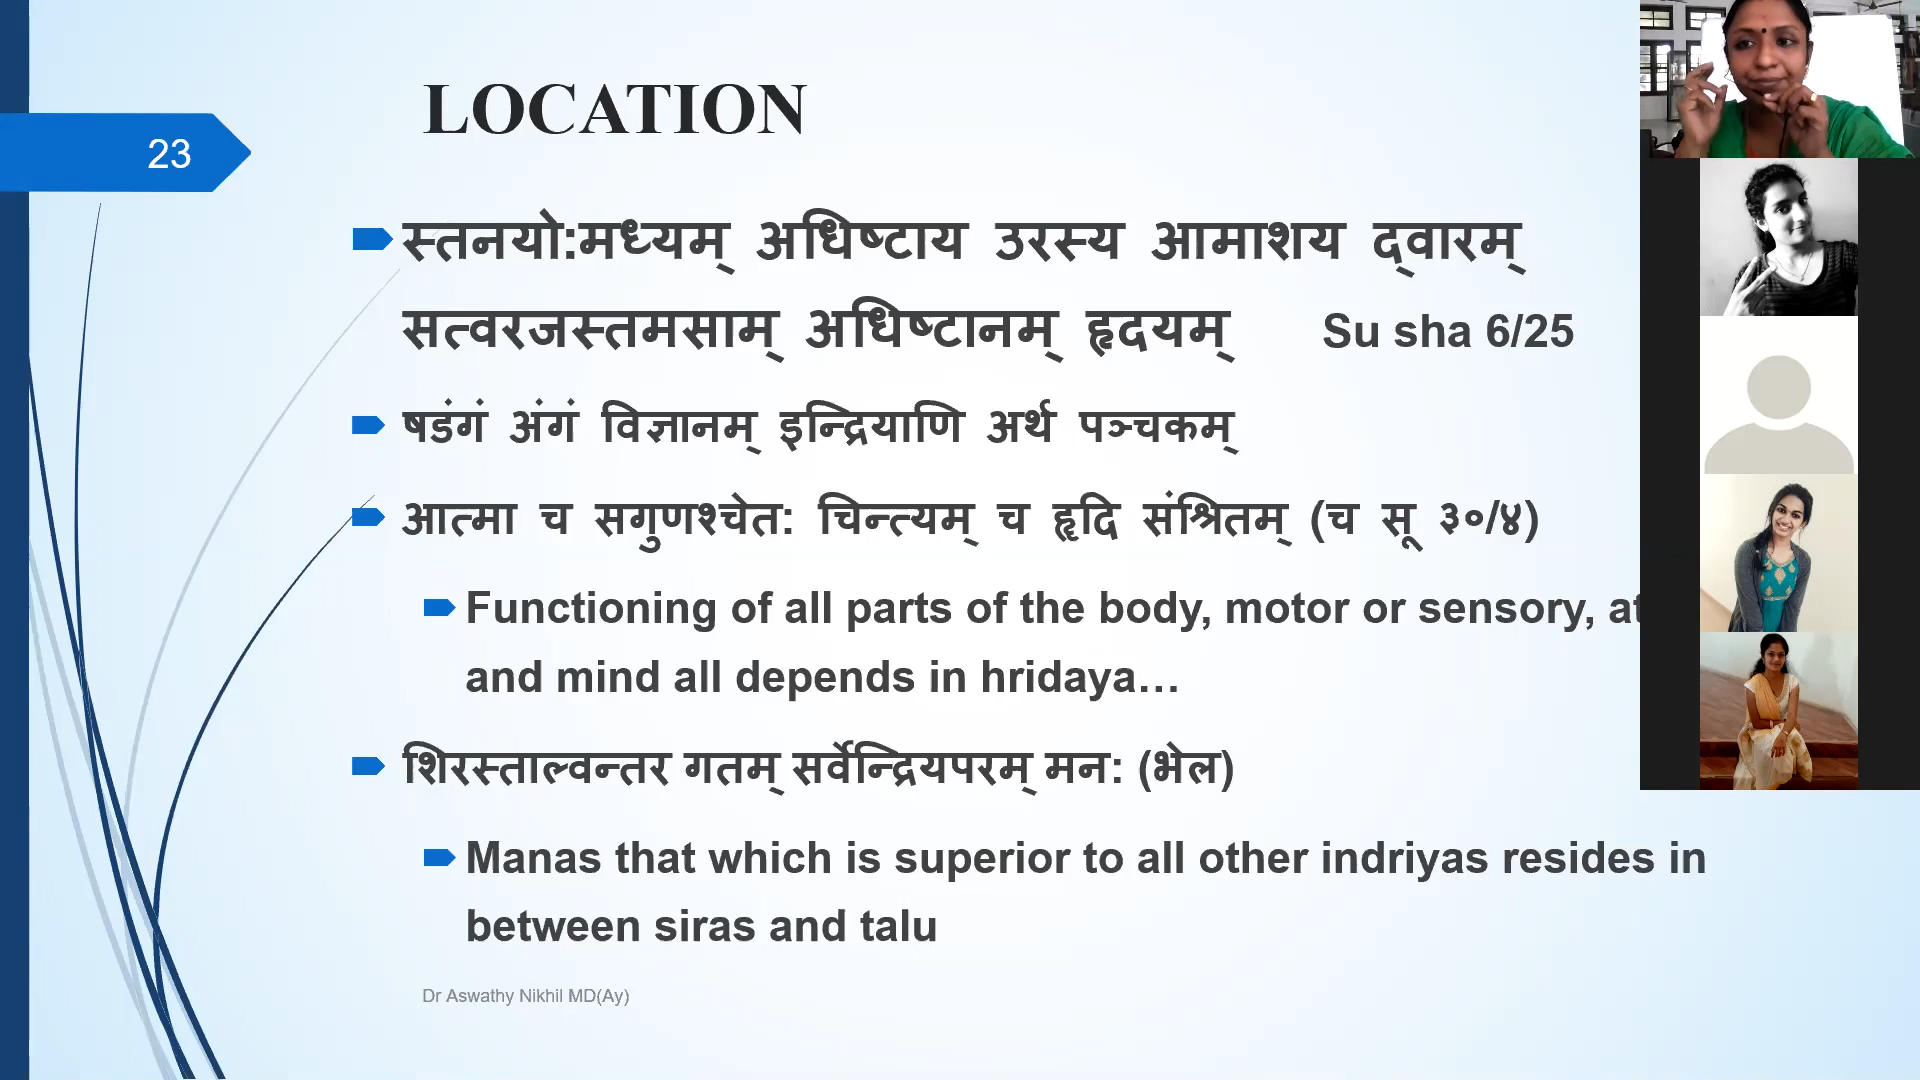 LOCATION
23
स्तनयो:मध्यम् अधिष्टाय उरस्य आमाशय द्वारम्
सत्वरजस्तमसाम् अधिष्टानम् हृदयम् Su sha 6/25
षडंगं अंगं विज्ञानम् इन्द्रियाणि अर्थ पञ्चकम्
आत्मा च सगुणश्चेत: चिन्त्यम् च हृदि संश्रितम् (च सू ३०/४)
Functioning of all parts of the body, motor or sensory,
and mind all depends in hridaya…
शिरस्ताल्वन्तर गतम् सर्वेन्द्रियपरम् मन: (भेल)
Manas that which is superior to all other indriyas resides in
between siras and talu
Dr Aswathy Nikhil MD(Ay)